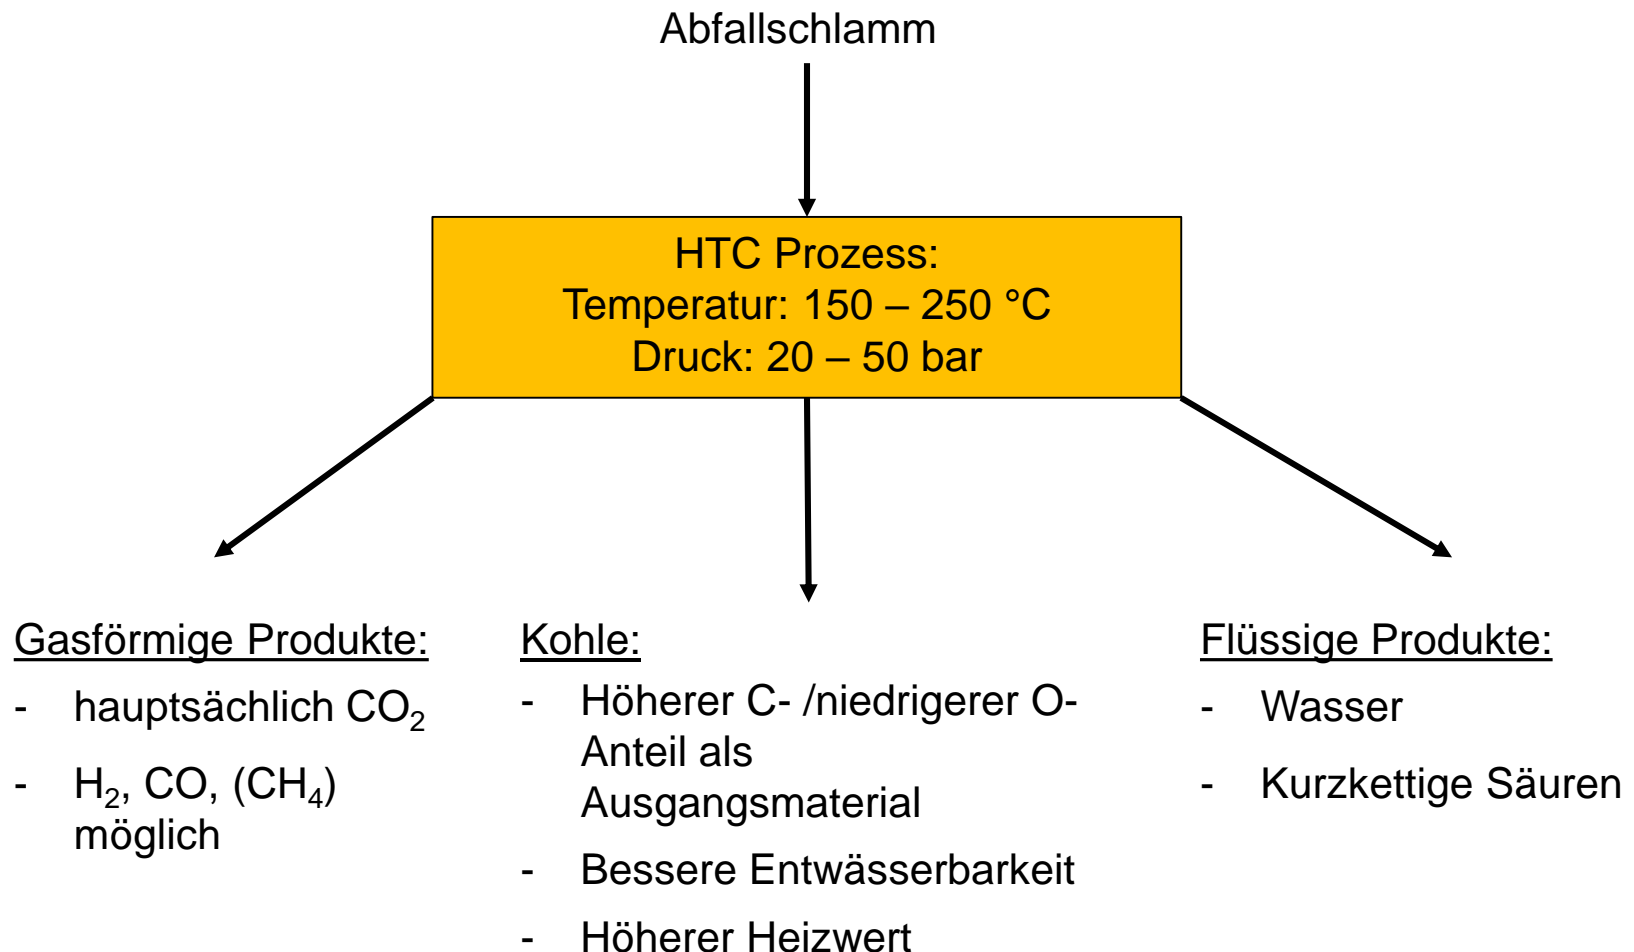 Abfallschlamm
HTC Prozess:
Temperatur: 150 – 250 °C
Druck: 20 – 50 bar
Gasförmige Produkte:
- hauptsächlich CO₂
- H₂, CO, (CH₄)
möglich
Kohle:
- Höherer C- /niedrigerer O-
Anteil als
Ausgangsmaterial
- Bessere Entwässerbarkeit
- Höherer Heizwert
Flüssige Produkte:
- Wasser
- Kurzkettige Säuren